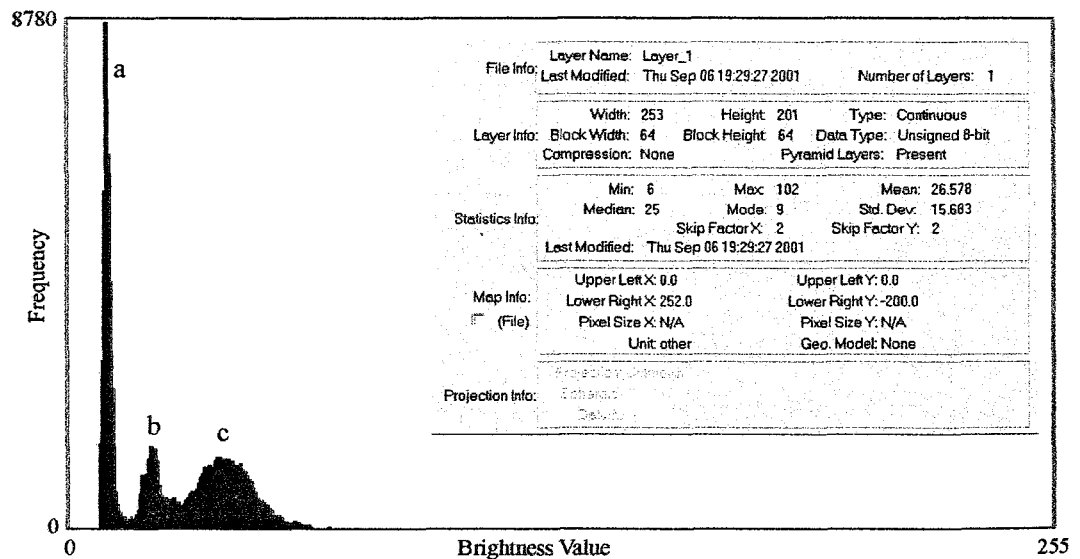 8780
a
File Info:
Layer Name: Layer_1
Last Modified: Thu Sep 06 19:29:27 2001 Number of Layers: 1
Layer Info:
Width: 253 Height: 201 Type: Continuous
Block Width: 64 Block Height: 64 Data Type: Unsigned 8-bit
Compression: None Pyramid Layers: Present
Statistics Info:
Min: 6 Max: 102 Mean: 26.578
Median: 25 Mode: 9 Std. Dev: 15.683
Skip Factor X: 2 Skip Factor Y: 2
Last Modified: Thu Sep 06 19:29:27 2001
Map Info:
(File)
Upper Left X: 0.0 Upper Left Y: 0.0
Lower Right X: 252.0 Lower Right Y: -200.0
Pixel Size X: N/A Pixel Size Y: N/A
Unit: other Geo. Model: None
Projection Info:
Frequency
b
c
0
0
Brightness Value
255